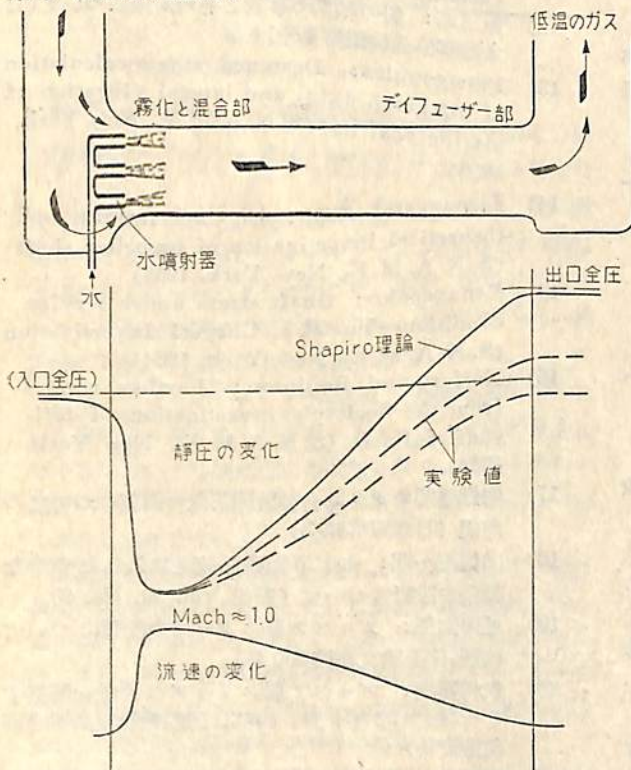 低温のガス
霧化と混合部
デイフューザー部
水噴射器
水
出口全圧
Shapiro理論
(入口全圧)
静圧の変化
実験値
Mach ≈ 1.0
流速の変化